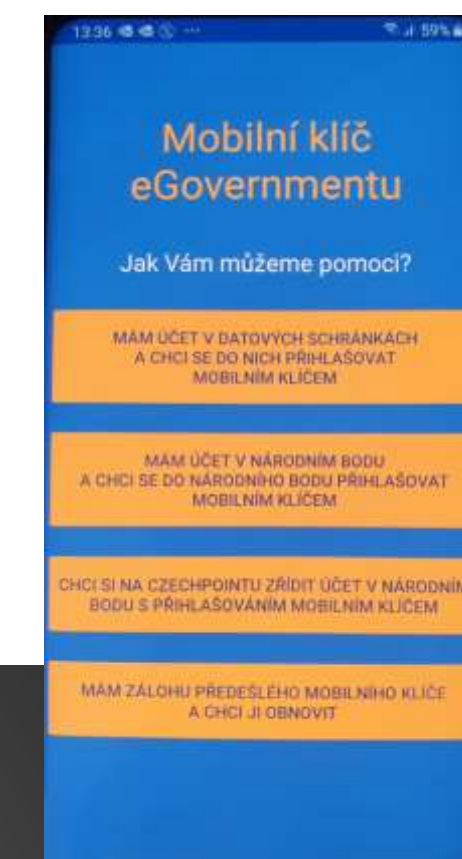 13:36
59%
Mobilní klíč
eGovernmentu
Jak Vám můžeme pomoci?
MÁM ÚČET V DATOVÝCH SCHRÁNKÁCH
A CHCI SE DO NICH PŘIHLAŠOVAT
MOBILNÍM KLÍČEM
MÁM ÚČET V NÁRODNÍM BODU
A CHCI SE DO NÁRODNÍHO BODU PŘIHLAŠOVAT
MOBILNÍM KLÍČEM
CHCI SI NA CZECHPOINTU ZŘÍDIT ÚČET V NÁRODNÍM
BODU S PŘIHLAŠOVÁNÍM MOBILNÍM KLÍČEM
MÁM ZÁLOHU PŘEDEŠLÉHO MOBILNÍHO KLÍČE
A CHCI JI OBNOVIT